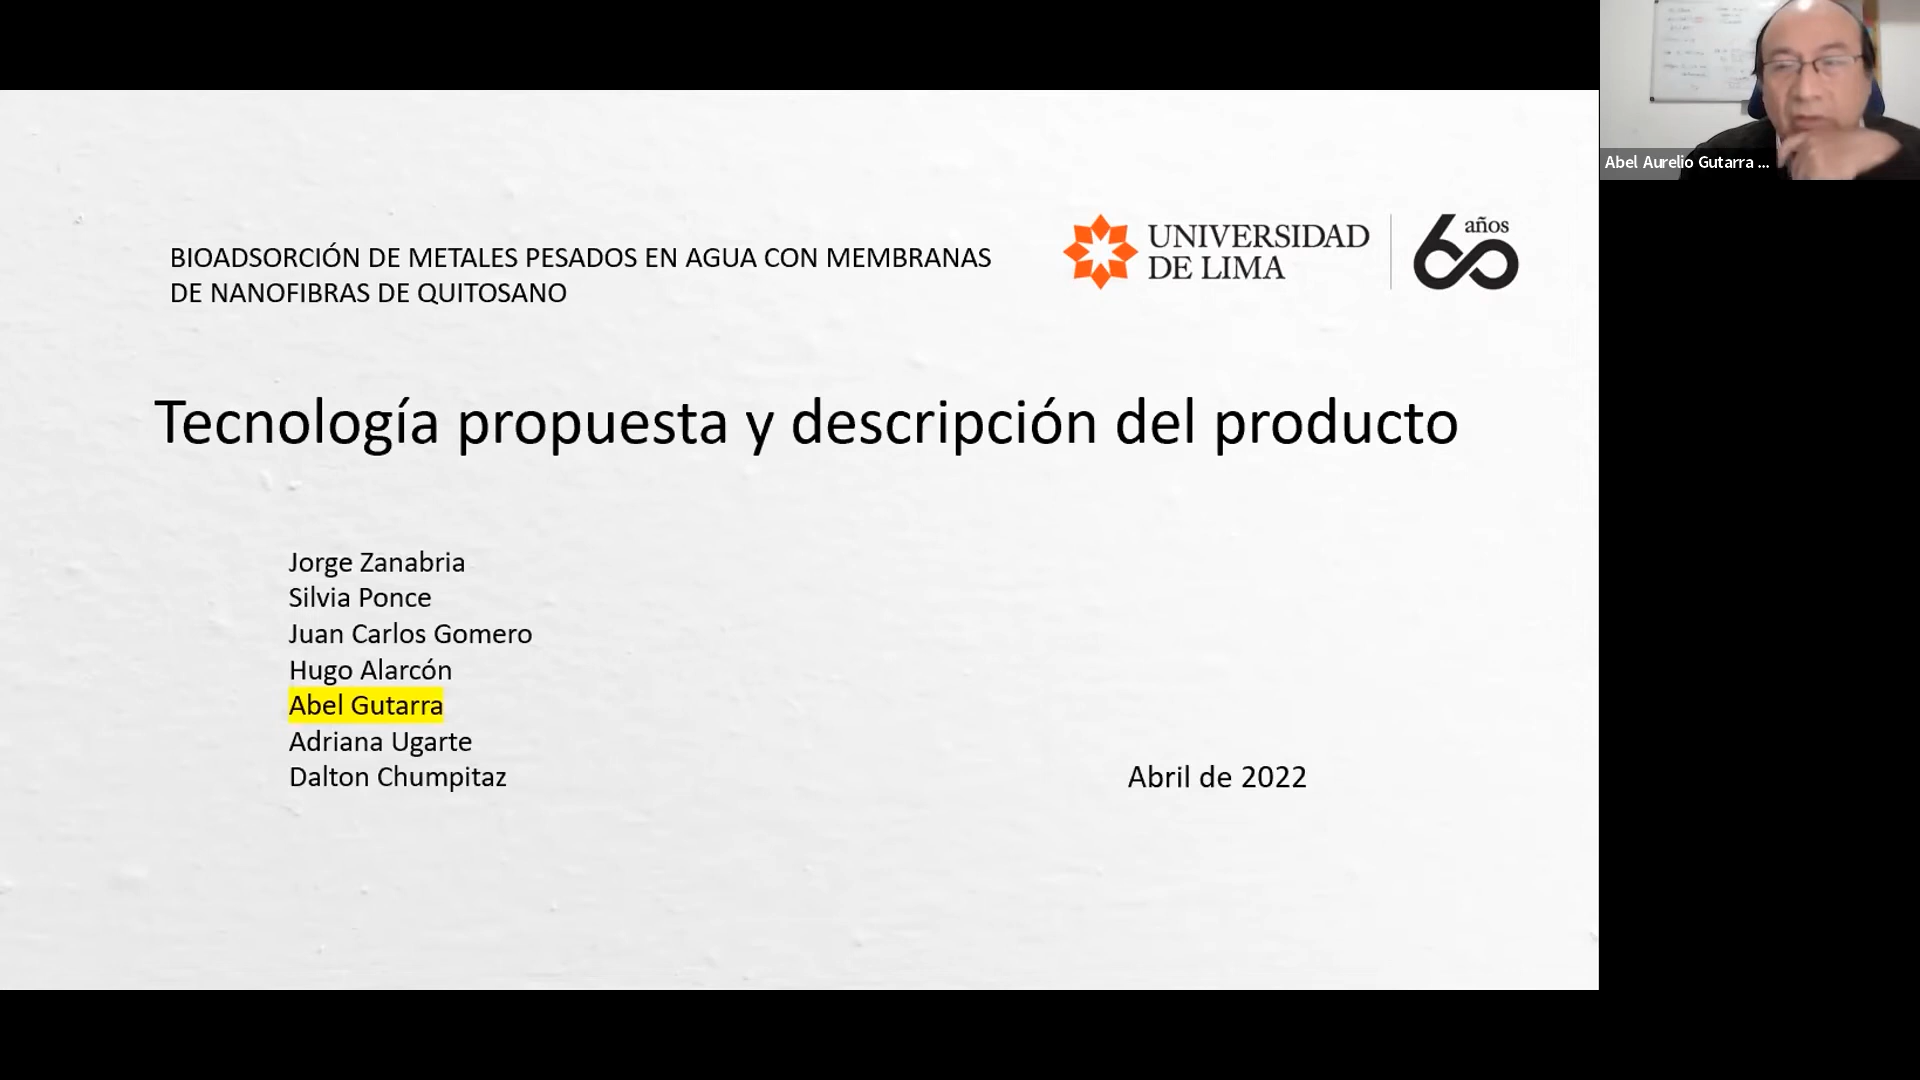 BIOADSORCIÓN DE METALES PESADOS EN AGUA CON MEMBRANAS
DE NANOFIBRAS DE QUITOSANO
UNIVERSIDAD
DE LIMA
60
años
Tecnología propuesta y descripción del producto
Jorge Zanabria
Silvia Ponce
Juan Carlos Gomero
Hugo Alarcón
Abel Gutarra
Adriana Ugarte
Dalton Chumpitaz
Abril de 2022
Abel Aurelio Gutarra ...